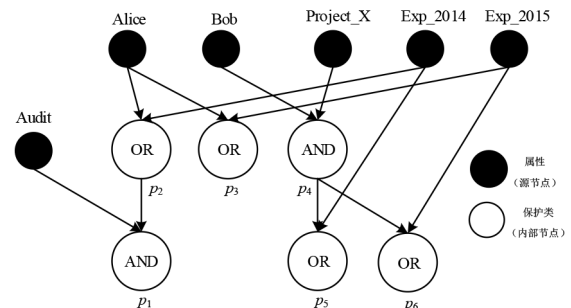 Alice Bob Project_X Exp_2014 Exp_2015
Audit
OR OR AND
p2 p3 p4
属性
（源节点）
保护类
（内部节点）
AND OR OR
p1 p5 p6